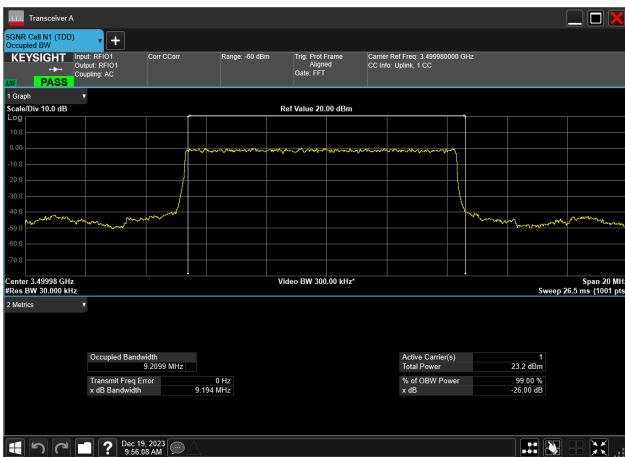 Transceiver A
5GNR Cell N1 (TDD)
Occupied BW
KEYSIGHT
Input: RFIO1
Output: RFIO1
Coupling: AC
Corr CCorr
Range: -60 dBm
Trig: Prot Frame
Aligned
Gate: FFT
Carrier Ref Freq: 3.499980000 GHz
CC Info: Uplink, 1 CC
LV
PASS
1 Graph
Scale/Div 10.0 dB
Ref Value 20.00 dBm
Log
10.0
0.00
-10.0
-20.0
-30.0
-40.0
-50.0
-60.0
-70.0
Center 3.49998 GHz
Video BW 300.00 kHz*
Span 20 MHz
#Res BW 30.000 kHz
Sweep 26.5 ms (1001 pts
2 Metrics
Occupied Bandwidth
9.2099 MHz
Transmit Freq Error 0 Hz
x dB Bandwidth 9.194 MHz
Active Carrier(s) 1
Total Power 23.2 dBm
% of OBW Power 99.00 %
x dB -26.00 dB
?
Dec 19, 2023
9:56:08 AM